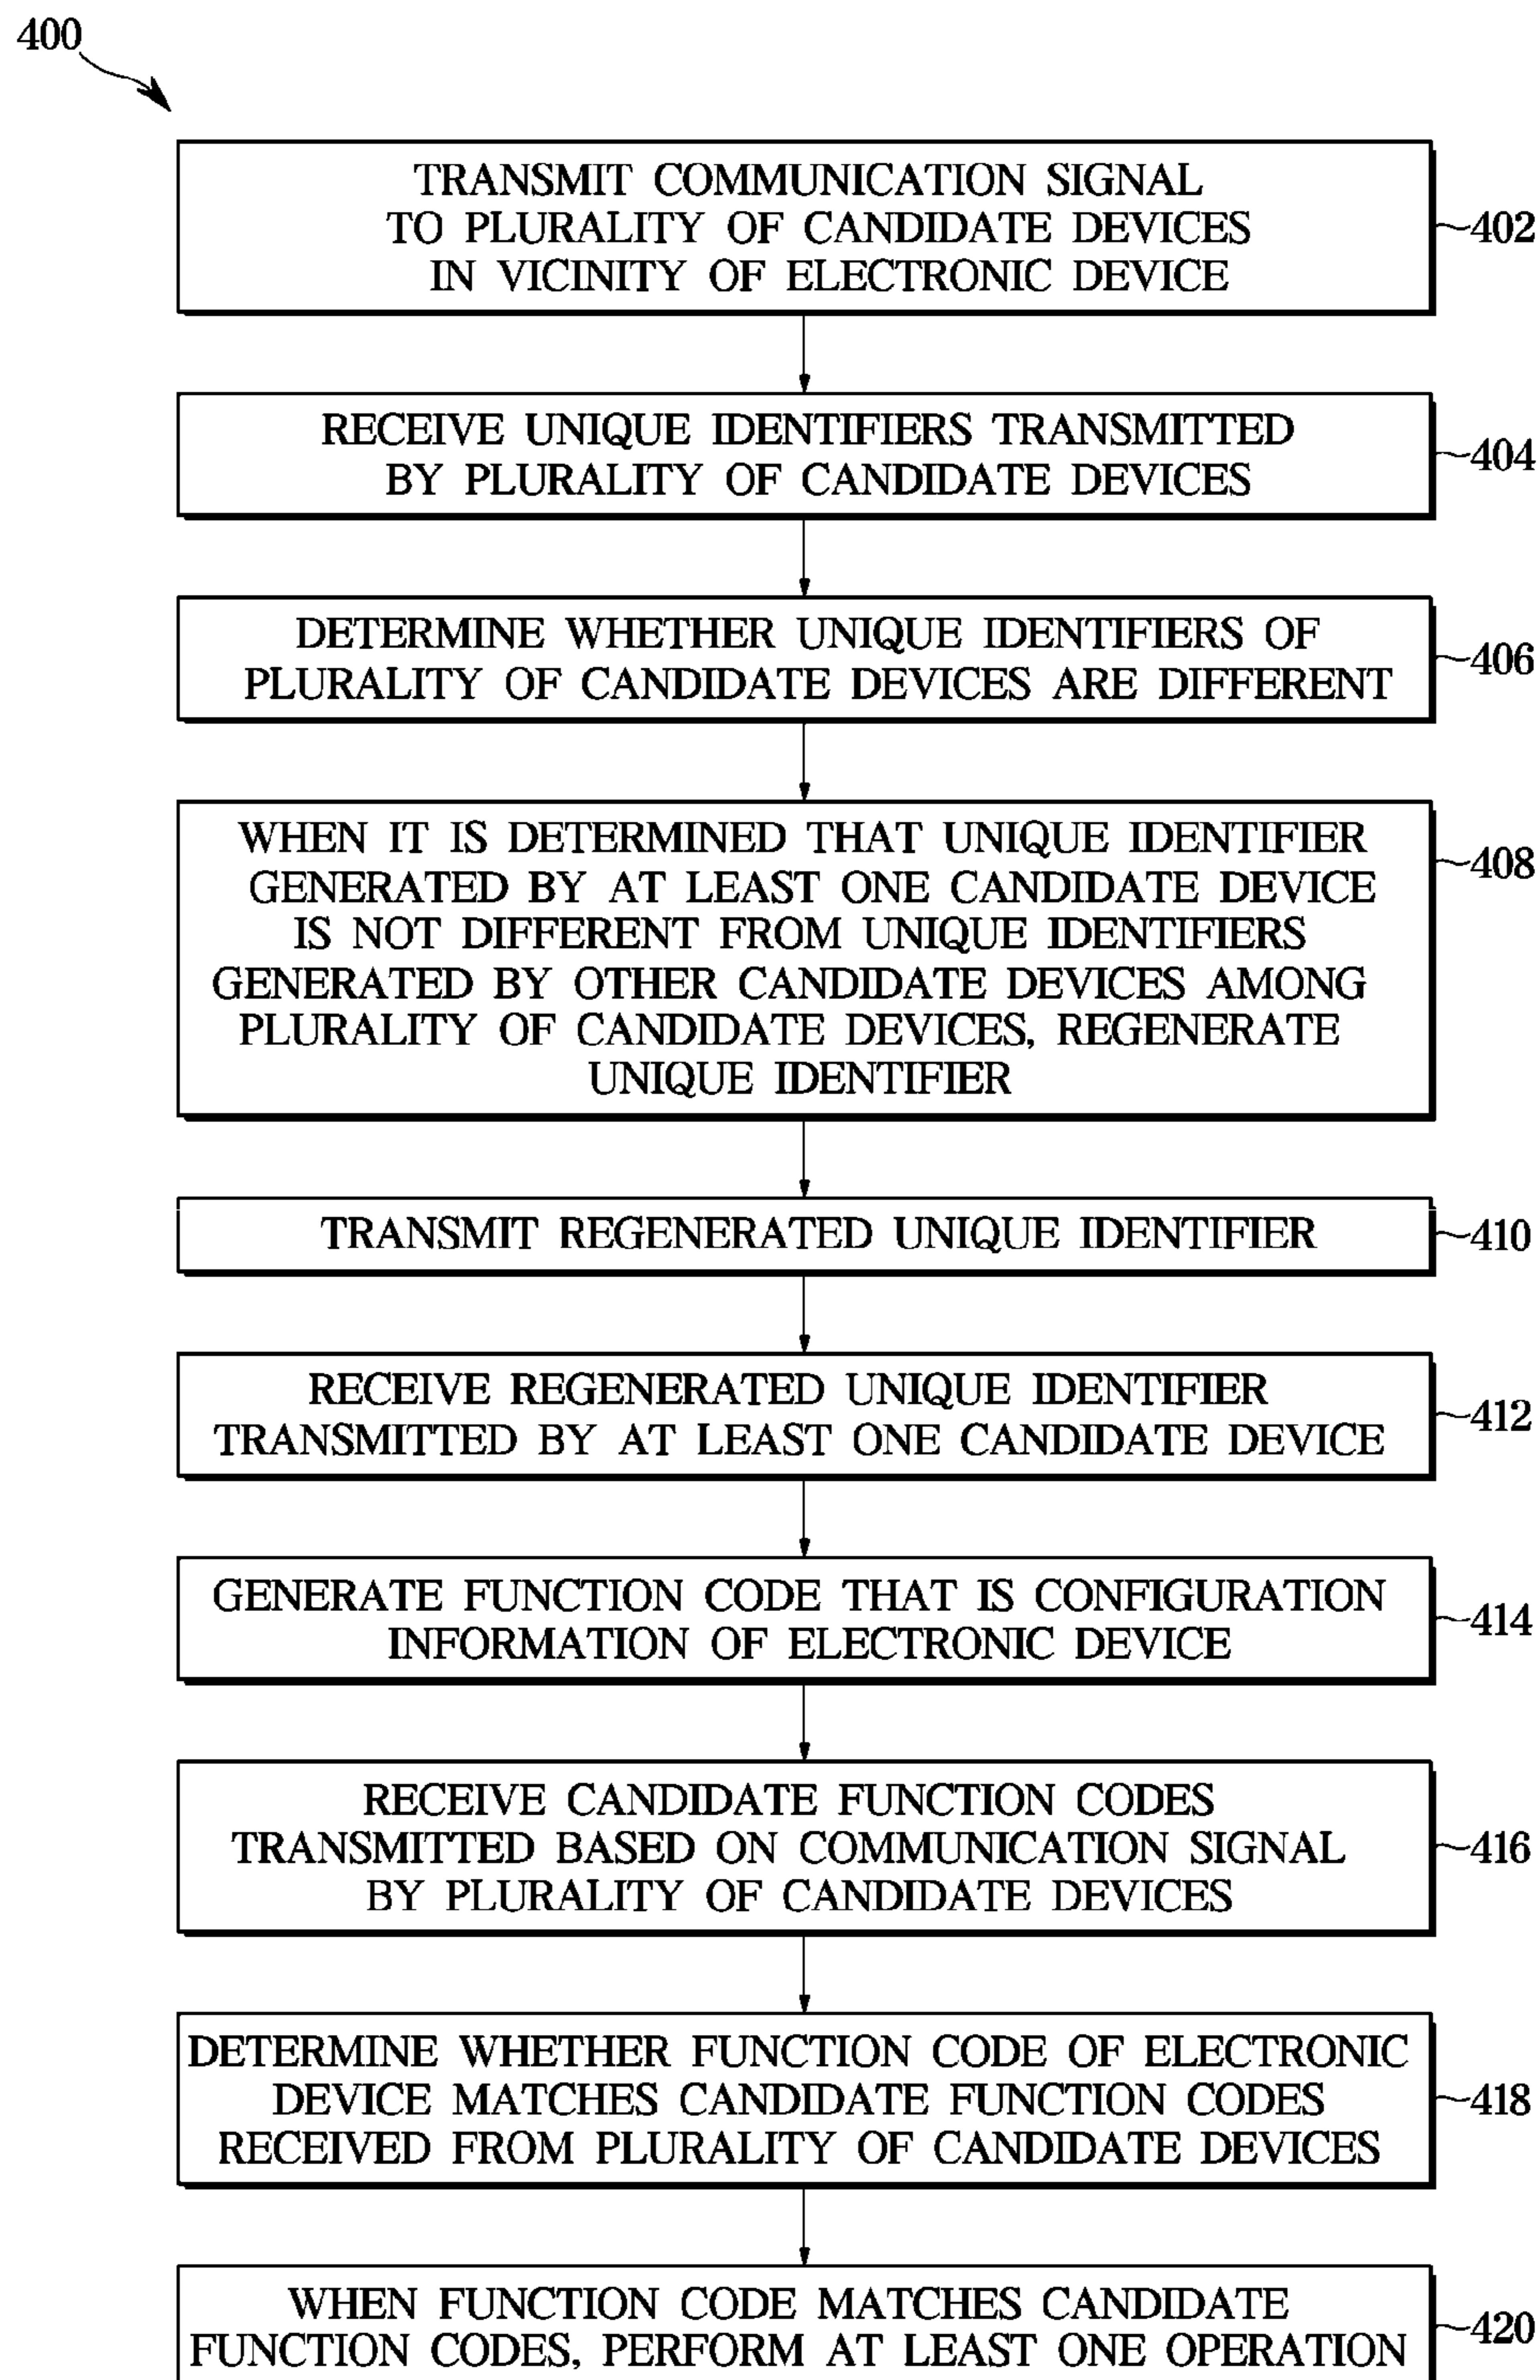 400
TRANSMIT COMMUNICATION SIGNAL
TO PLURALITY OF CANDIDATE DEVICES
IN VICINITY OF ELECTRONIC DEVICE
402
RECEIVE UNIQUE IDENTIFIERS TRANSMITTED
BY PLURALITY OF CANDIDATE DEVICES
404
DETERMINE WHETHER UNIQUE IDENTIFIERS OF
PLURALITY OF CANDIDATE DEVICES ARE DIFFERENT
406
WHEN IT IS DETERMINED THAT UNIQUE IDENTIFIER
GENERATED BY AT LEAST ONE CANDIDATE DEVICE
IS NOT DIFFERENT FROM UNIQUE IDENTIFIERS
GENERATED BY OTHER CANDIDATE DEVICES AMONG
PLURALITY OF CANDIDATE DEVICES, REGENERATE
UNIQUE IDENTIFIER
408
TRANSMIT REGENERATED UNIQUE IDENTIFIER
410
RECEIVE REGENERATED UNIQUE IDENTIFIER
TRANSMITTED BY AT LEAST ONE CANDIDATE DEVICE
412
GENERATE FUNCTION CODE THAT IS CONFIGURATION
INFORMATION OF ELECTRONIC DEVICE
414
RECEIVE CANDIDATE FUNCTION CODES
TRANSMITTED BASED ON COMMUNICATION SIGNAL
BY PLURALITY OF CANDIDATE DEVICES
416
DETERMINE WHETHER FUNCTION CODE OF ELECTRONIC
DEVICE MATCHES CANDIDATE FUNCTION CODES
RECEIVED FROM PLURALITY OF CANDIDATE DEVICES
418
WHEN FUNCTION CODE MATCHES CANDIDATE
FUNCTION CODES, PERFORM AT LEAST ONE OPERATION
420